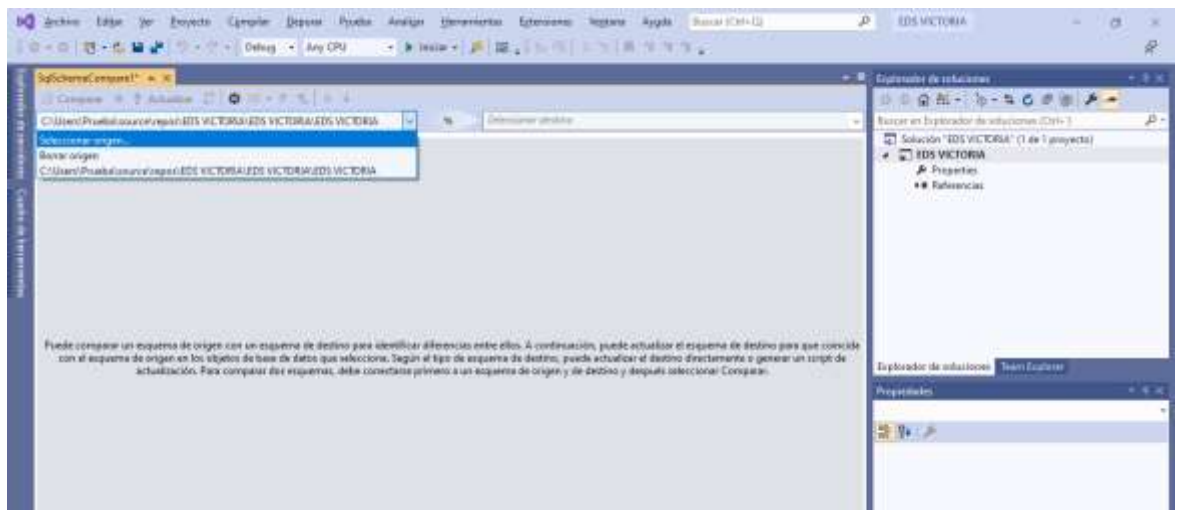 Archivo Editar Ver Proyecto Compilar Depurar Prueba Analizar Herramientas Extensiones Ventana Ayuda Buscar (Ctrl+Q) EDS VICTORIA
Debug Any CPU Iniciar
SqlSchemaCompare1*
Comparar Actualizar
C:\Users\Prueba\source\repos\EDS VICTORIA\EDS VICTORIA\EDS VICTORIA
Seleccionar destino
Seleccionar origen...
Borrar origen
C:\Users\Prueba\source\repos\EDS VICTORIA\EDS VICTORIA\EDS VICTORIA
Cuadro de herramientas
Puede comparar un esquema de origen con un esquema de destino para identificar diferencias entre ellos. A continuación, puede actualizar el esquema de destino para que coincida
con el esquema de origen en los objetos de base de datos que seleccione. Según el tipo de esquema de destino, puede actualizar el destino directamente o generar un script de
actualización. Para comparar dos esquemas, debe conectarse primero a un esquema de origen y de destino y después seleccionar Comparar.
Explorador de soluciones
Buscar en Explorador de soluciones (Ctrl+
Solución "EDS VICTORIA" (1 de 1 proyecto)
EDS VICTORIA
Properties
Referencias
Explorador de soluciones Team Explorer
Propiedades